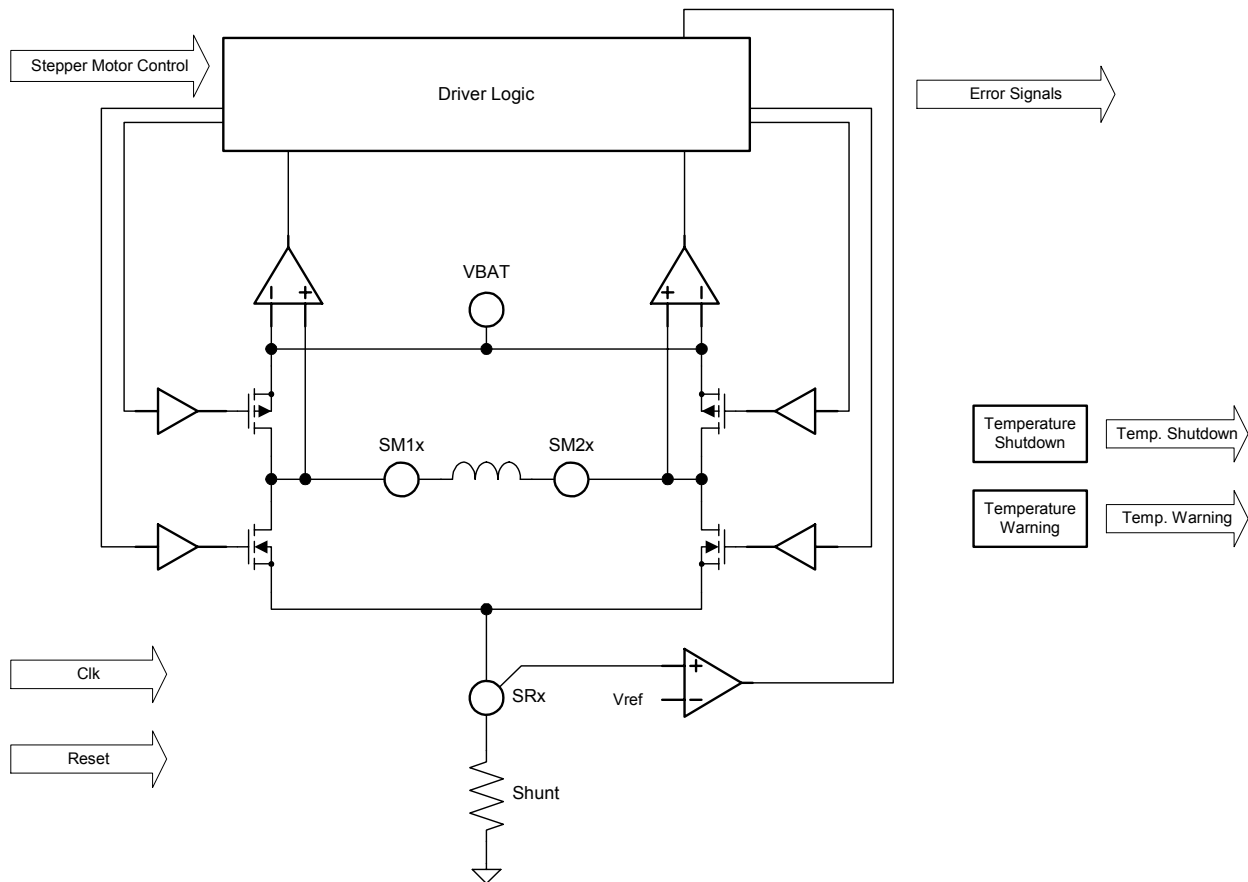 Stepper Motor Control
Driver Logic
Error Signals
VBAT
SM1x
SM2x
Temperature
Shutdown
Temp. Shutdown
Temperature
Warning
Temp. Warning
Clk
SRx
Vref
Reset
Shunt